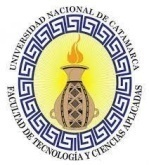 UNIVERSIDAD NACIONAL DE CATAMARCA
FACULTAD DE TECNOLOGÍA Y CIENCIAS APLICADAS